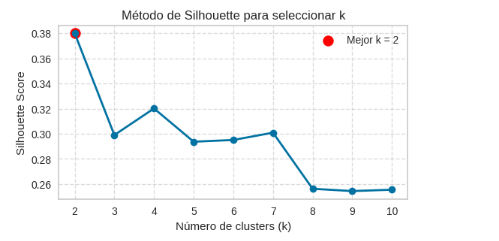 Método de Silhouette para seleccionar k
Mejor k = 2
Silhouette Score
0.38
0.36
0.34
0.32
0.30
0.28
0.26
2 3 4 5 6 7 8 9 10
Número de clusters (k)